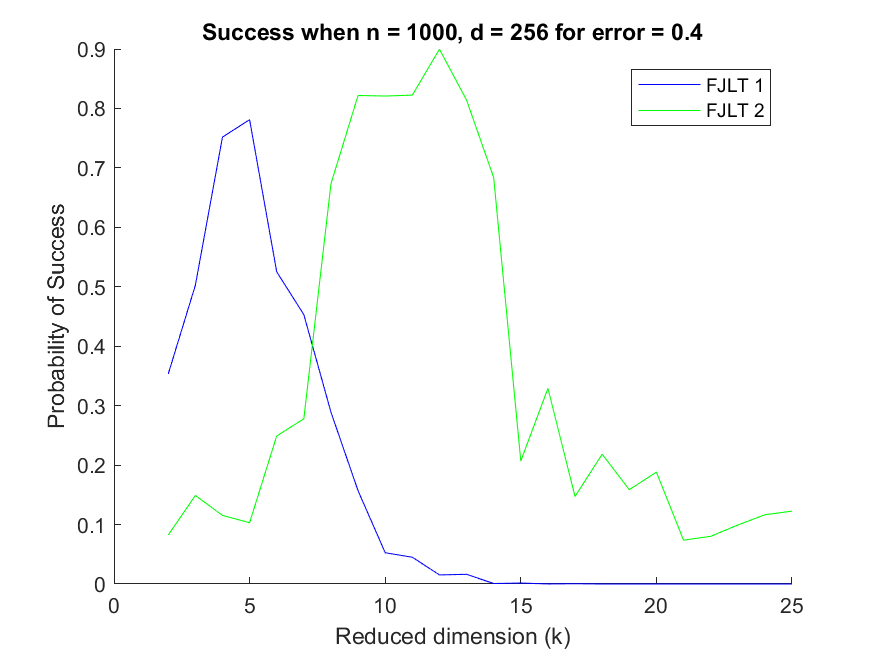 Success when n = 1000, d = 256 for error = 0.4
FJLT 1
FJLT 2
Probability of Success
0.9
0.8
0.7
0.6
0.5
0.4
0.3
0.2
0.1
0
0 5 10 15 20 25
Reduced dimension (k)